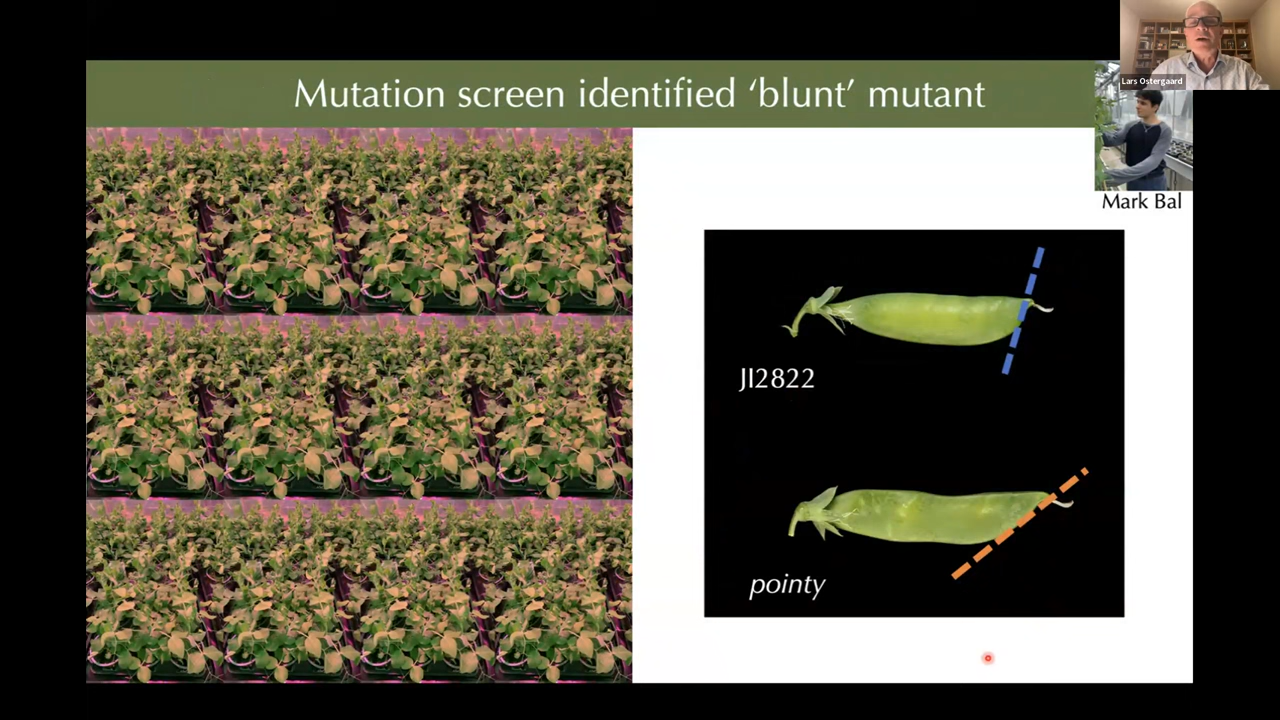 Lars Ostergaard
Mutation screen identified ‘blunt’ mutant
Mark Bal
JI2822
pointy